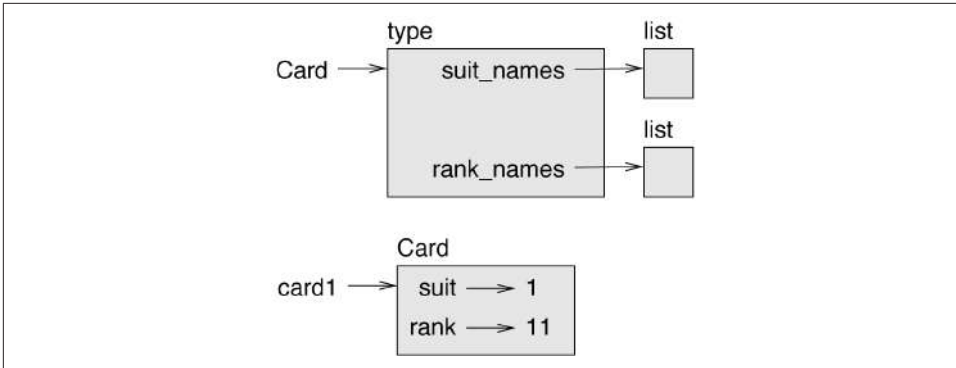 type
list
Card
suit_names
list
rank_names
Card
card1
suit
1
rank
11